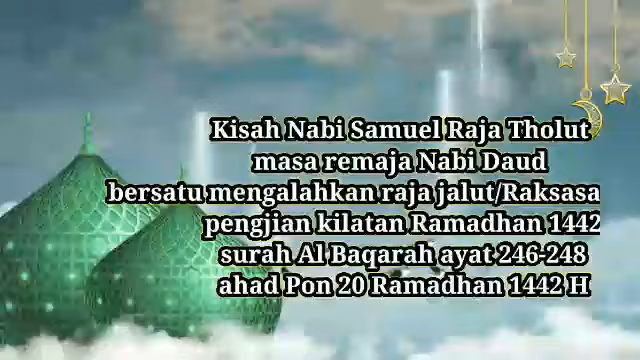 Kisah Nabi Samuel Raja Tholut
masa remaja Nabi Daud
bersatu mengalahkan raja jalut/Raksasa
pengjian kilatan Ramadhan 1442
surah Al Baqarah ayat 246-248
ahad Pon 20 Ramadhan 1442 H